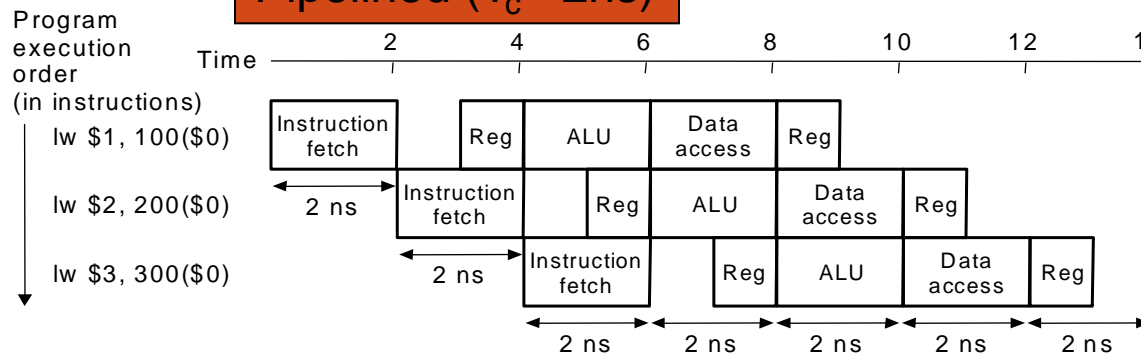 Pipelined (Tc=2ns)
Program
execution
order
(in instructions)
Time
2 4 6 8 10 12
lw $1, 100($0)
Instruction
fetch
Reg
ALU
Data
access
Reg
2 ns
lw $2, 200($0)
Instruction
fetch
Reg
ALU
Data
access
Reg
2 ns
lw $3, 300($0)
Instruction
fetch
Reg
ALU
Data
access
Reg
2 ns 2 ns 2 ns 2 ns 2 ns